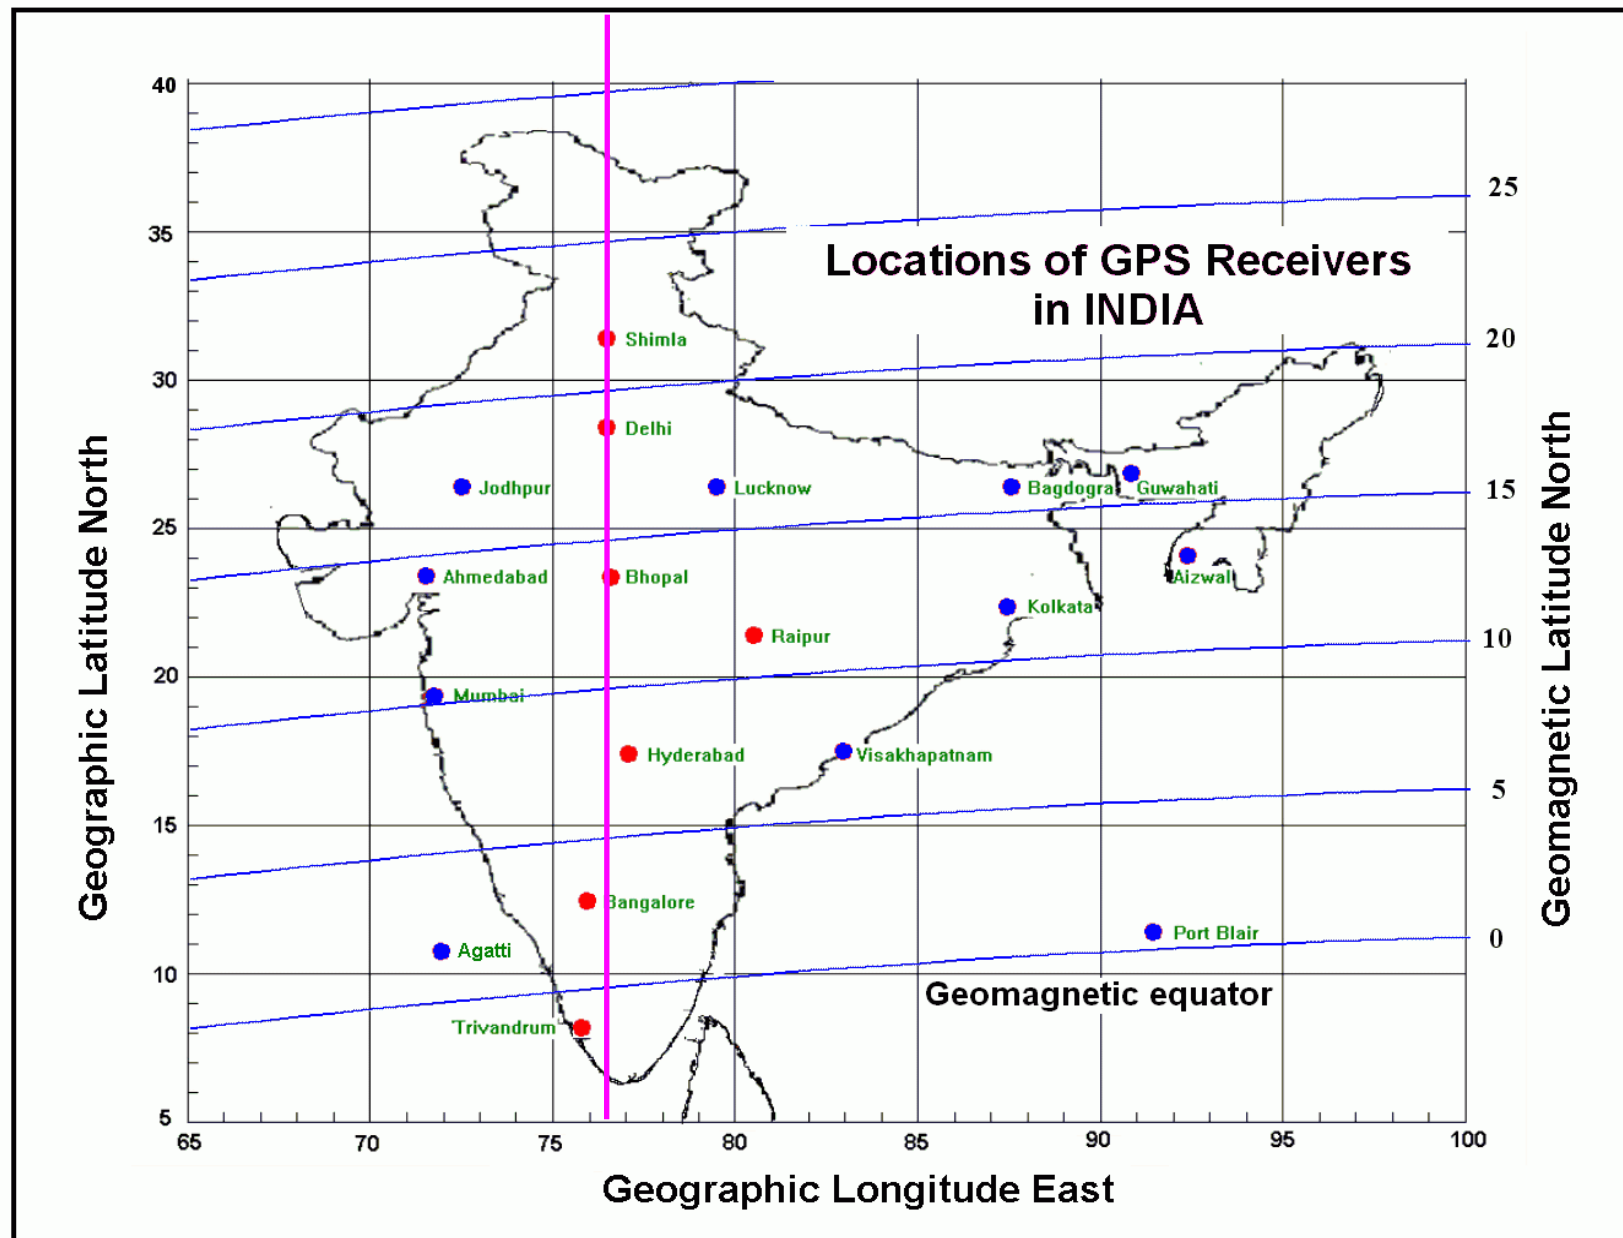 40
25
35
Locations of GPS Receivers
in INDIA
Shimla
20
30
Delhi
Jodhpur
Lucknow
Bagdogra
Guwahati
15
25
Ahmedabad
Bhopal
Aizwal
Kolkata
Raipur
10
20
Mumbai
Hyderabad
Visakhapatnam
5
15
Bangalore
Port Blair
0
Agatti
10
Geomagnetic equator
Trivandrum
5
65 70 75 80 85 90 95 100
Geographic Longitude East
Geographic Latitude North
Geomagnetic Latitude North